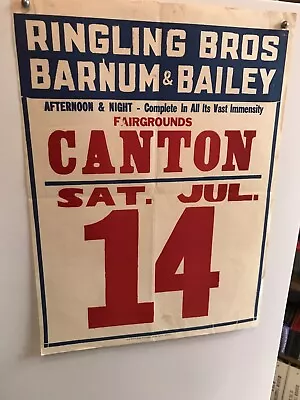 RINGLING BROS
BARNUM & BAILEY
AFTERNOON & NIGHT - Complete In All Its Vast Immensity
FAIRGROUNDS
CANTON
SAT. JUL.
14